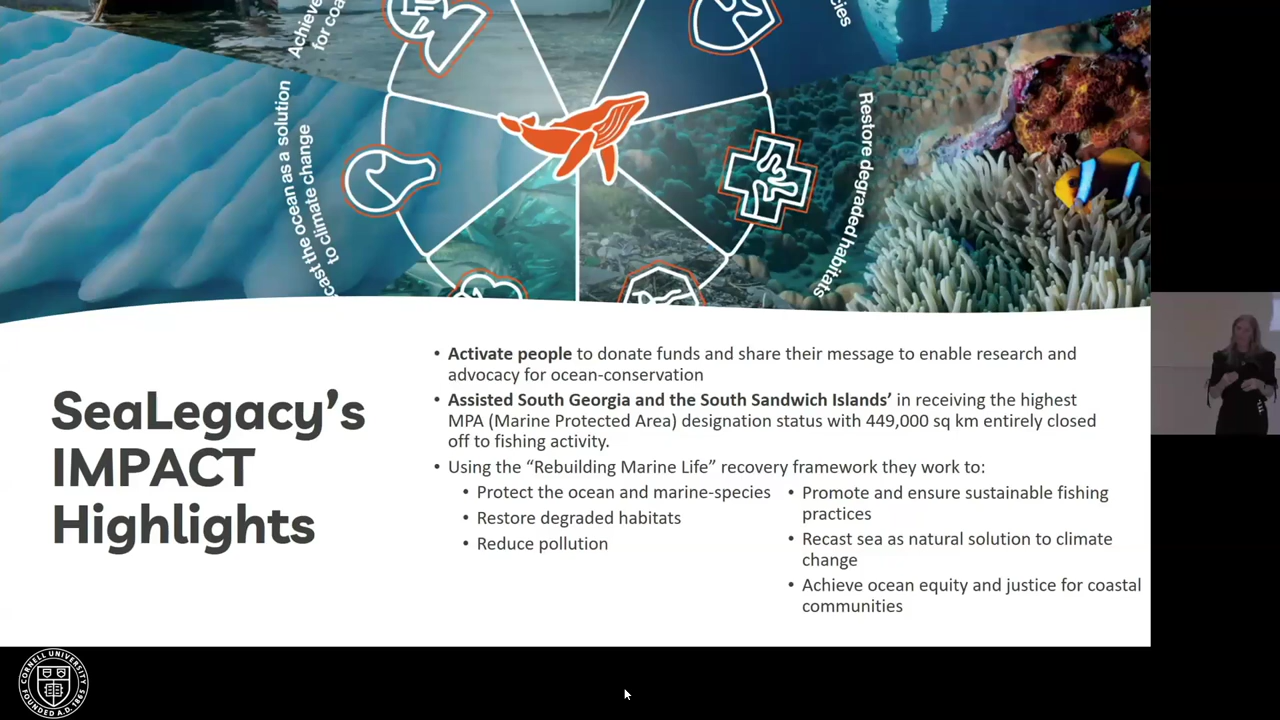 Achieve
for coa
cies
cast the ocean as a solution
to climate change
Restore degraded habitats
SeaLegacy’s
IMPACT
Highlights
• Activate people to donate funds and share their message to enable research and
advocacy for ocean-conservation
• Assisted South Georgia and the South Sandwich Islands’ in receiving the highest
MPA (Marine Protected Area) designation status with 449,000 sq km entirely closed
off to fishing activity.
• Using the “Rebuilding Marine Life” recovery framework they work to:
• Protect the ocean and marine-species
• Restore degraded habitats
• Reduce pollution
• Promote and ensure sustainable fishing
practices
• Recast sea as natural solution to climate
change
• Achieve ocean equity and justice for coastal
communities
CORNELL UNIVERSITY
FOUNDED A.D. 1865